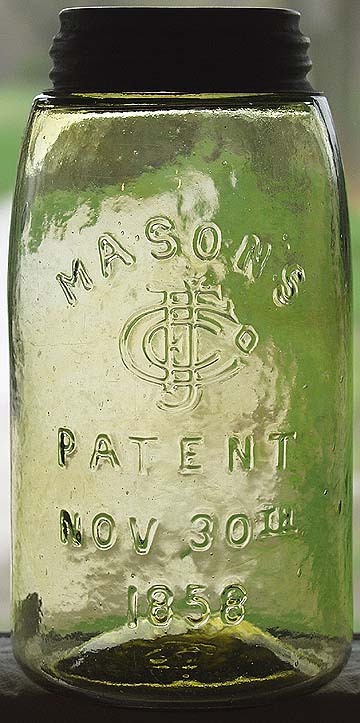 MASON'S
CFJCo
PATENT
NOV 30TH
1858